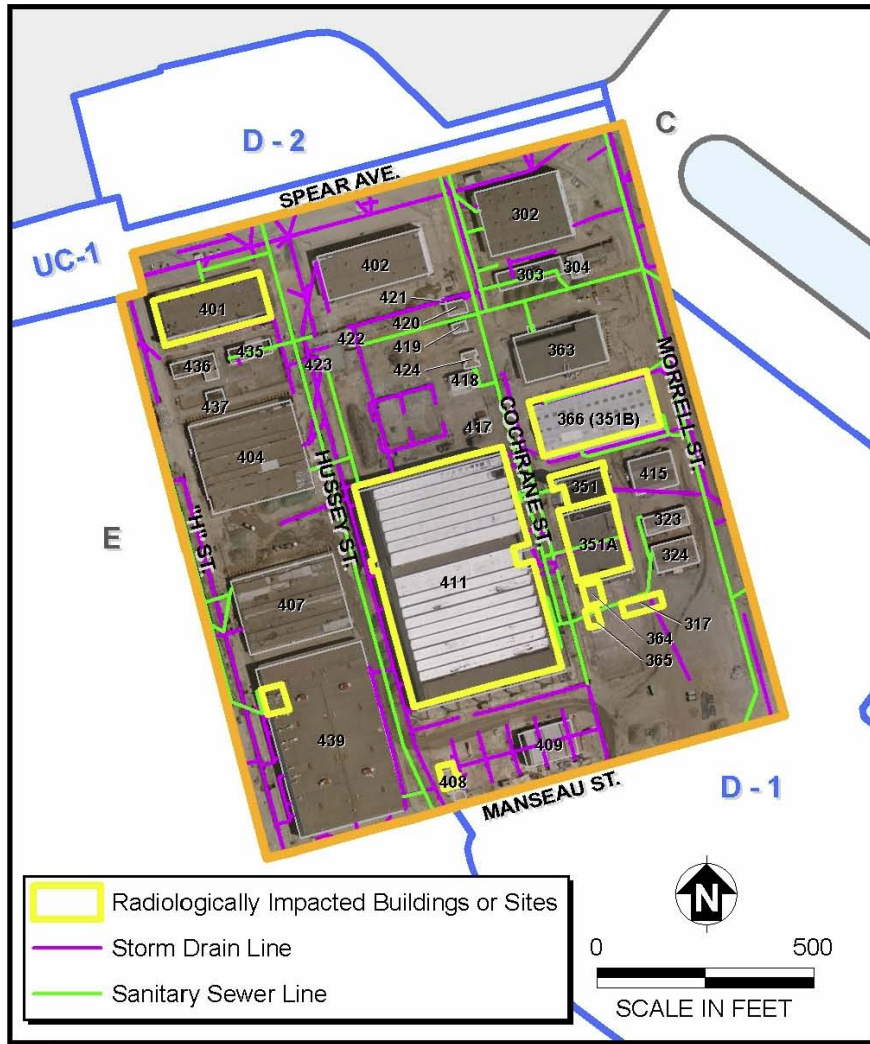 D - 2
C
SPEAR AVE.
UC-1
302
402
303
304
401
421
420
419
422
435
436
423
424
363
418
437
366 (351B)
417
COCHRANE ST.
MORRELL ST.
404
HUSSEY ST.
351
415
"H" ST.
E
323
351A
324
411
407
317
364
365
439
409
408
MANSEAU ST.
D - 1
Radiologically Impacted Buildings or Sites
Storm Drain Line
Sanitary Sewer Line
N
0 500
SCALE IN FEET